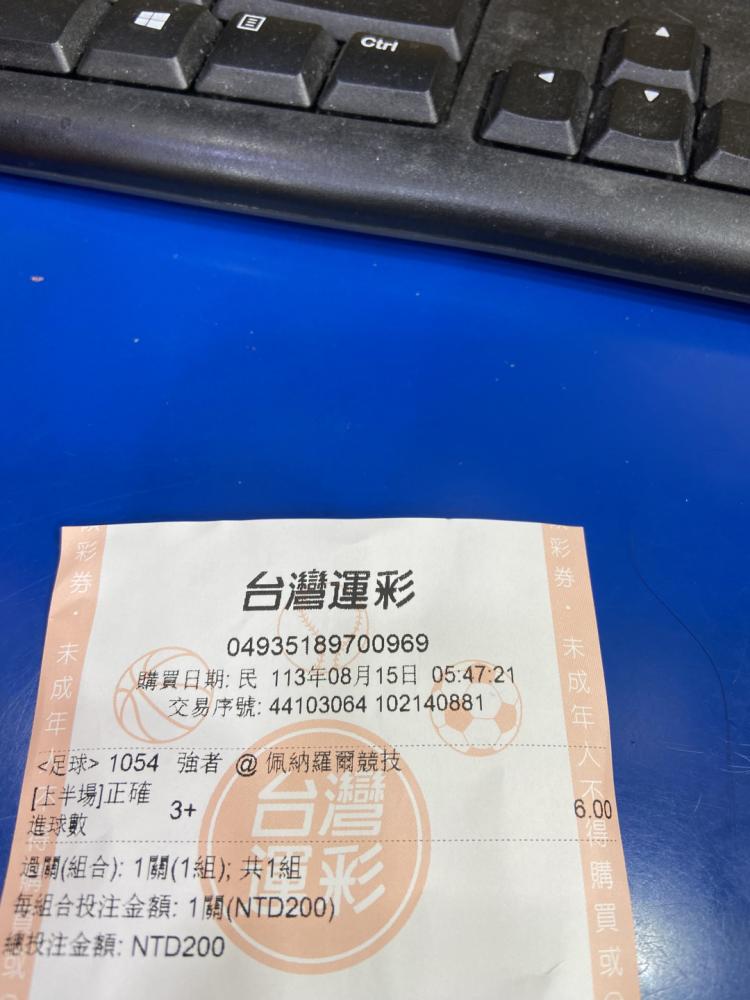 Ctrl
台灣運彩
04935189700969
購買日期: 民 113年08月15日 05:47:21
交易序號: 44103064 102140881
<足球> 1054 強者 @ 佩納羅爾競技
[上半場]正確
進球數 3+ 6.00
過關(組合): 1關(1組); 共1組
每組合投注金額: 1關(NTD200)
總投注金額: NTD200
台灣
運彩
彩券・未成年人
彩券・未成年人不得購買或